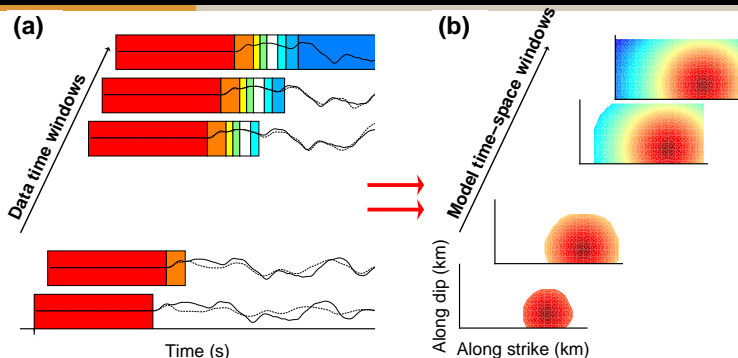 (a)
Data time windows
Time (s)
(b)
Model time-space windows
Along dip (km)
Along strike (km)